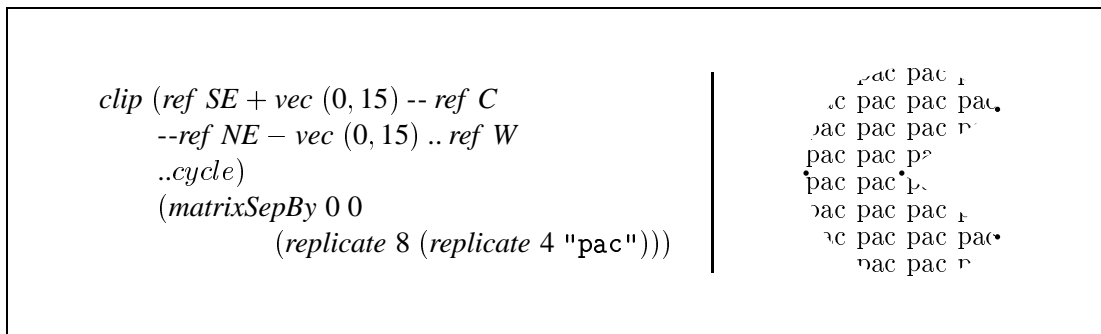 clip (ref SE + vec (0, 15) -- ref C
--ref NE − vec (0, 15) .. ref W
..cycle)
(matrixSepBy 0 0
(replicate 8 (replicate 4 "pac")))
pac pac
pac pac pac
pac pac
pac pac
pac pac
pac pac
pac pac pac
pac pac